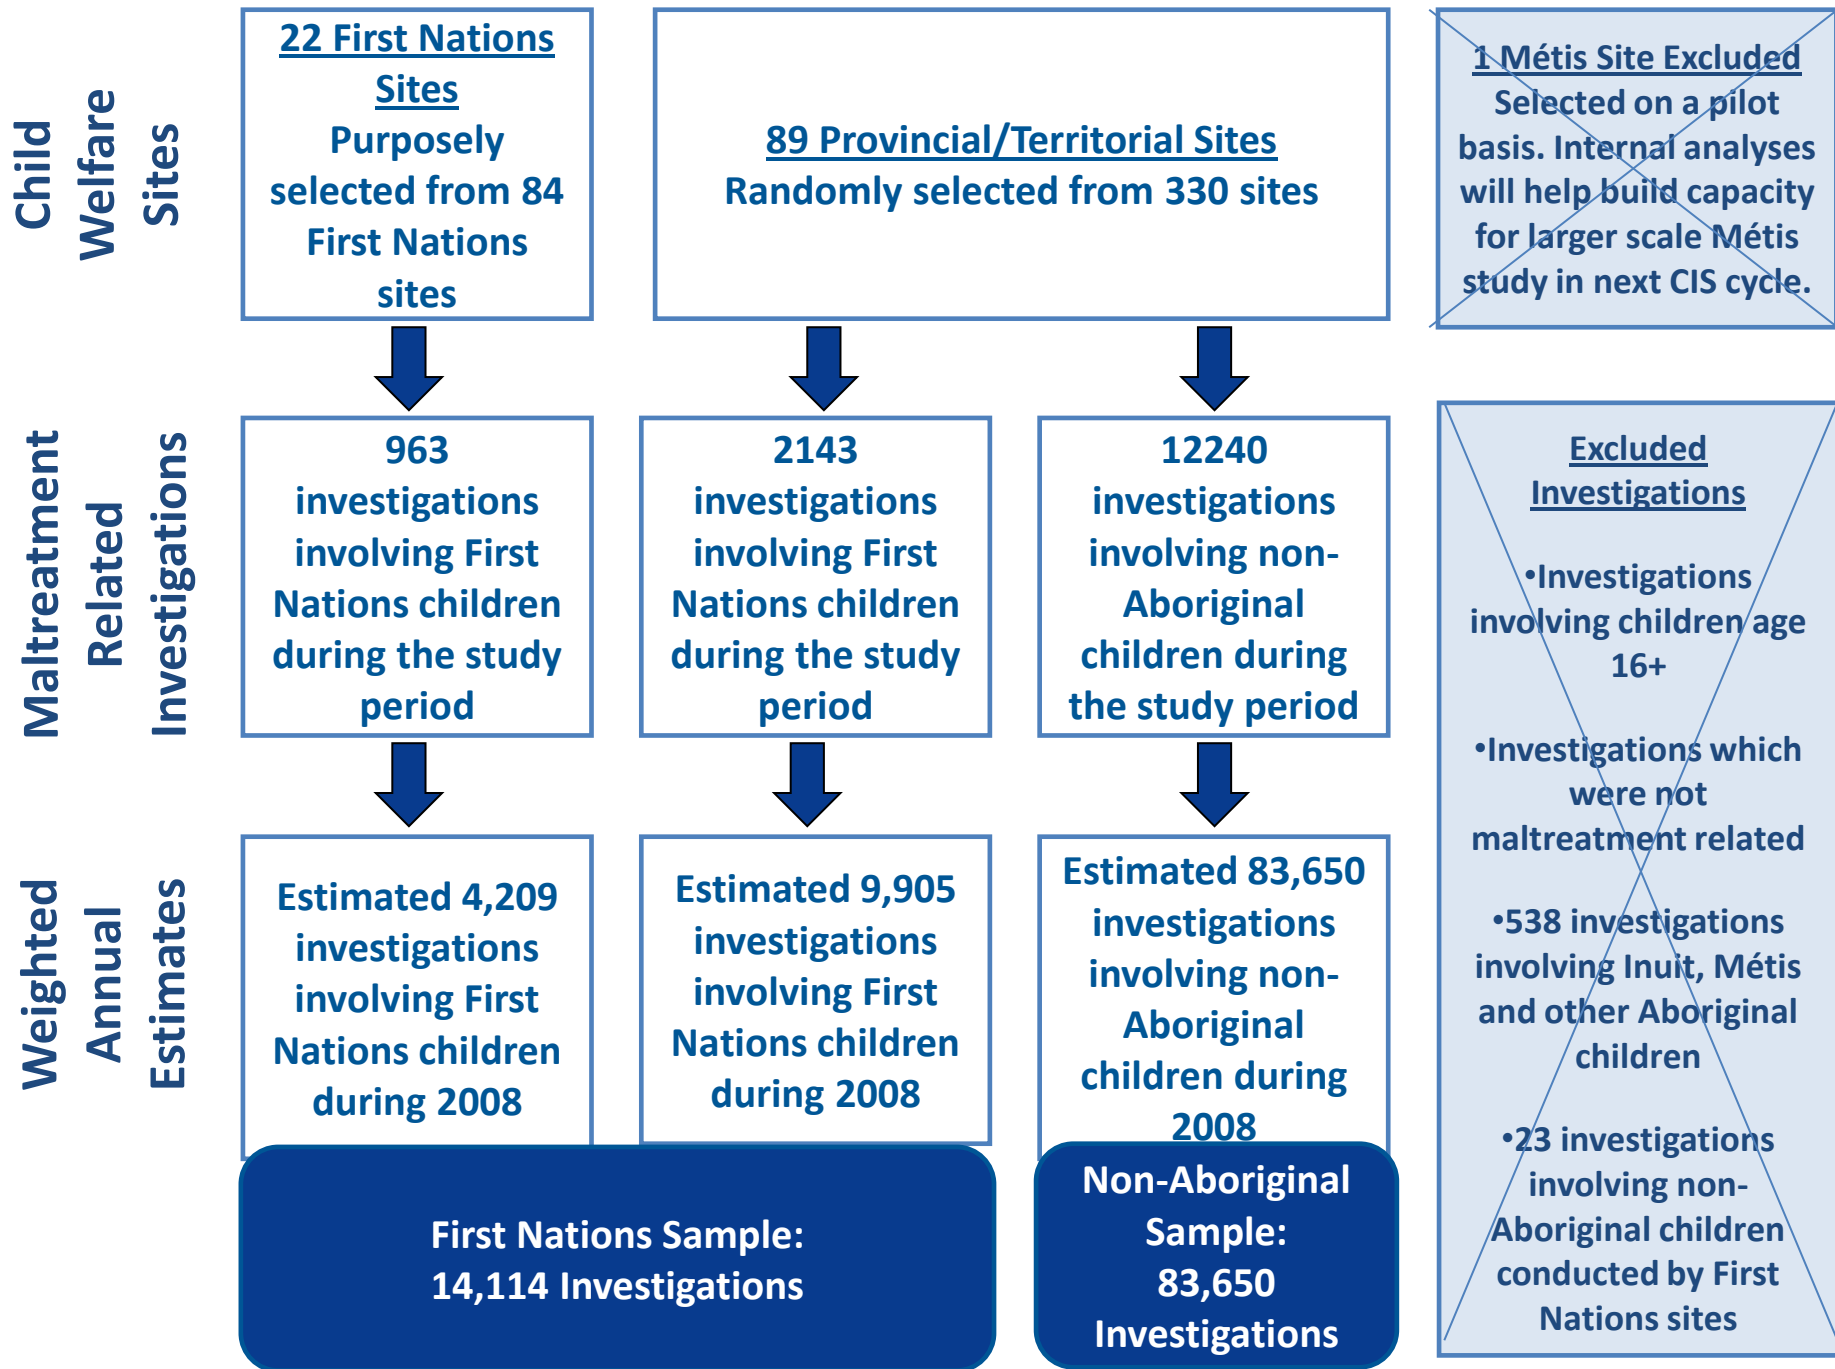 Child
Welfare
Sites
22 First Nations
Sites
Purposely
selected from 84
First Nations
sites
89 Provincial/Territorial Sites
Randomly selected from 330 sites
1 Métis Site Excluded
Selected on a pilot
basis. Internal analyses
will help build capacity
for larger scale Métis
study in next CIS cycle.
Maltreatment
Related
Investigations
963
investigations
involving First
Nations children
during the study
period
2143
investigations
involving First
Nations children
during the study
period
12240
investigations
involving non-
Aboriginal
children during
the study period
Excluded
Investigations
•Investigations
involving children age
16+
•Investigations which
were not
maltreatment related
•538 investigations
involving Inuit, Métis
and other Aboriginal
children
•23 investigations
involving non-
Aboriginal children
conducted by First
Nations sites
Weighted
Annual
Estimates
Estimated 4,209
investigations
involving First
Nations children
during 2008
Estimated 9,905
investigations
involving First
Nations children
during 2008
Estimated 83,650
investigations
involving non-
Aboriginal
children during
2008
First Nations Sample:
14,114 Investigations
Non-Aboriginal
Sample:
83,650
Investigations